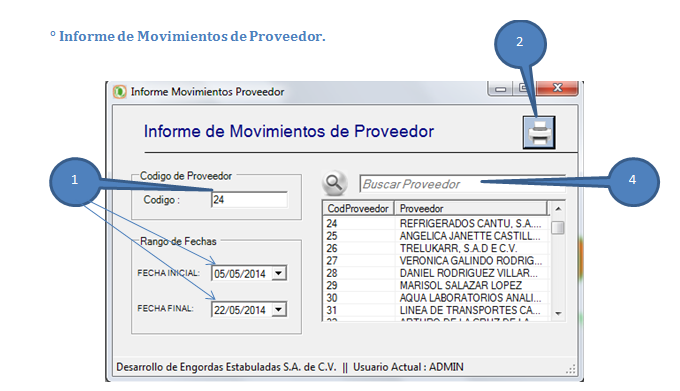 ° Informe de Movimientos de Proveedor.
2
Informe Movimientos Proveedor
Informe de Movimientos de Proveedor
1
Codigo de Proveedor
Codigo :
24
Buscar Proveedor
4
CodProveedor Proveedor
24 REFRIGERADOS CANTU, S.A....
25 ANGELICA JANETTE CASTILL...
26 TRELUKARR, S.A.D E C.V.
27 VERONICA GALINDO RODRIG...
28 DANIEL RODRIGUEZ VILLAR...
29 MARISOL SALAZAR LOPEZ
30 AQUA LABORATORIOS ANALI...
31 LINEA DE TRANSPORTES CA...
Rango de Fechas
FECHA INICIAL: 05/05/2014
FECHA FINAL: 22/05/2014
Desarrollo de Engordas Estabuladas S.A. de C.V. || Usuario Actual : ADMIN